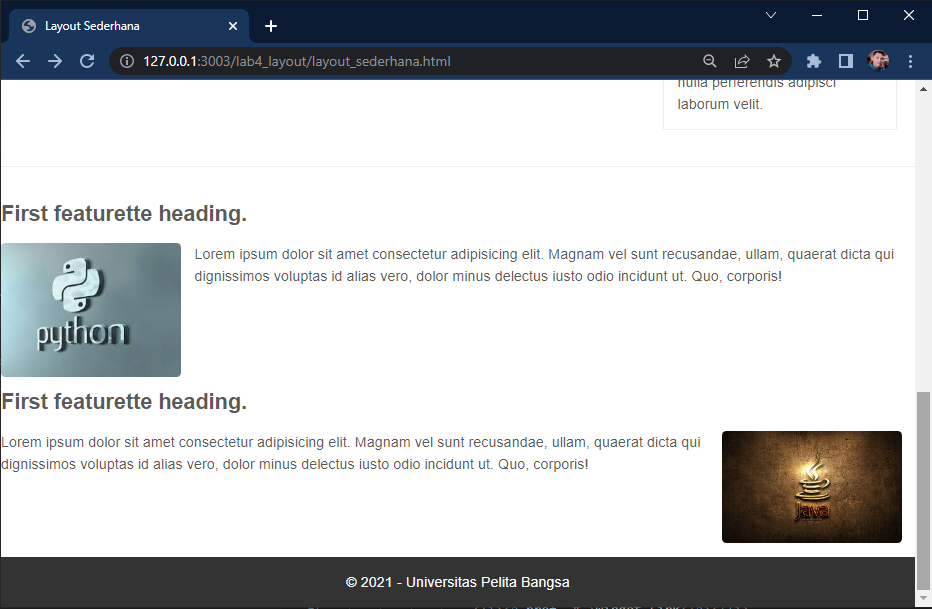 Layout Sederhana
127.0.0.1:3003/lab4_layout/layout_sederhana.html
nulla perferendis adipisci
laborum velit.
First featurette heading.
python
Lorem ipsum dolor sit amet consectetur adipisicing elit. Magnam vel sunt recusandae, ullam, quaerat dicta qui
dignissimos voluptas id alias vero, dolor minus delectus iusto odio incidunt ut. Quo, corporis!
First featurette heading.
Lorem ipsum dolor sit amet consectetur adipisicing elit. Magnam vel sunt recusandae, ullam, quaerat dicta qui
dignissimos voluptas id alias vero, dolor minus delectus iusto odio incidunt ut. Quo, corporis!
Java
© 2021 - Universitas Pelita Bangsa